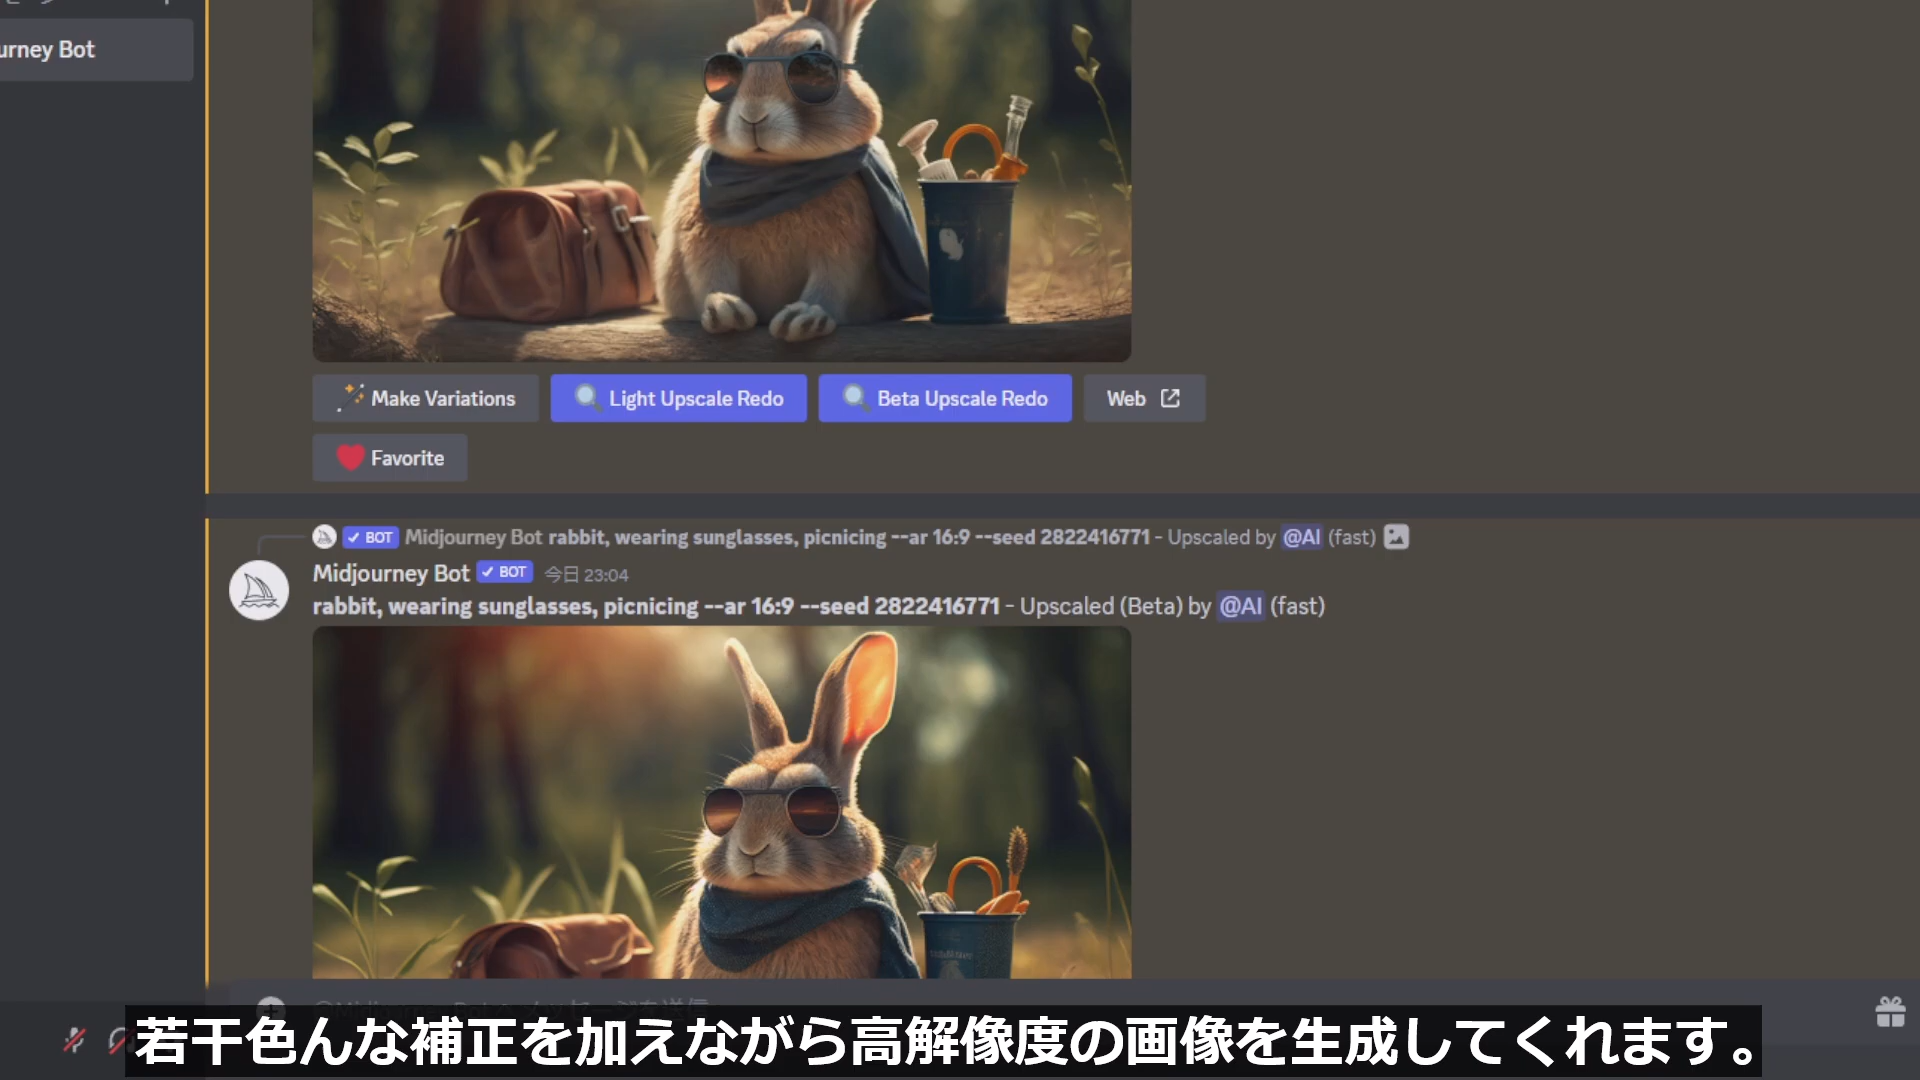 urney Bot
Make Variations
Light Upscale Redo
Beta Upscale Redo
Web
Favorite
BOT Midjourney Bot rabbit, wearing sunglasses, picnicing --ar 16:9 --seed 2822416771 - Upscaled by @AI (fast)
Midjourney Bot BOT 今日 23:04
rabbit, wearing sunglasses, picnicing --ar 16:9 --seed 2822416771 - Upscaled (Beta) by @AI (fast)
若干色んな補正を加えながら高解像度の画像を生成してくれます。